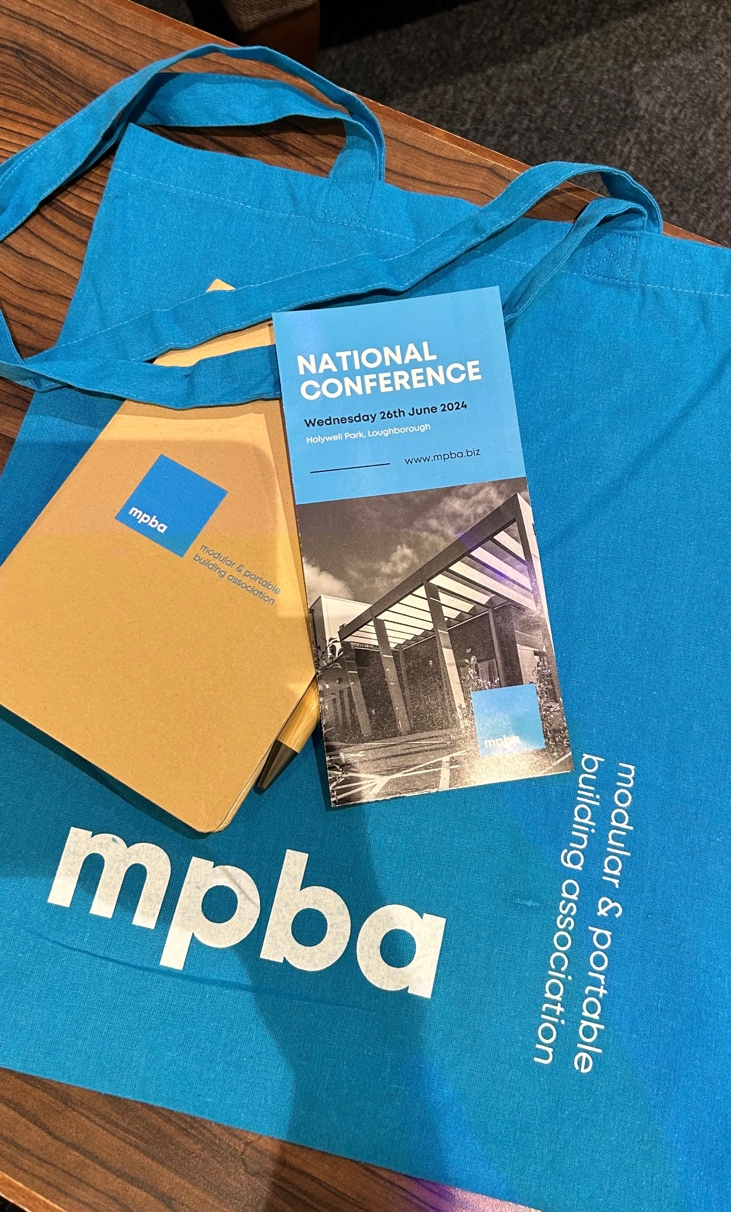 NATIONAL
CONFERENCE
Wednesday 26th June 2024
Holywell Park, Loughborough
www.mpba.biz
mpba
mpba
modular & portable
building association
mpba
modular & portable
building association